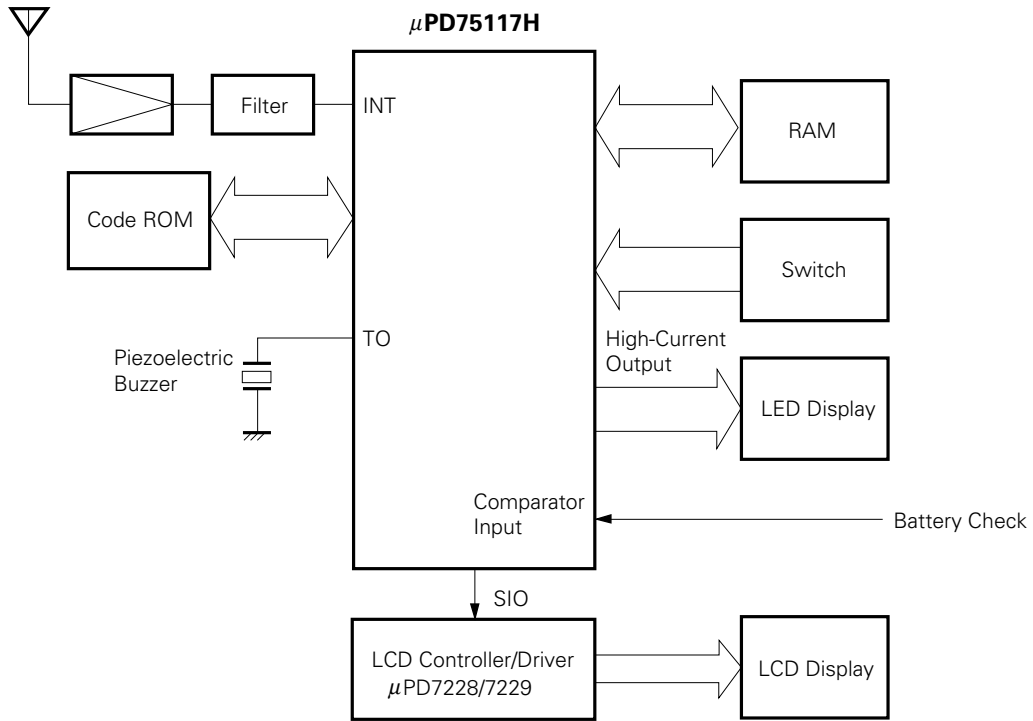 μPD75117H
Filter
INT
RAM
Code ROM
Switch
TO
High-Current
Output
Piezoelectric
Buzzer
LED Display
Comparator
Input
Battery Check
SIO
LCD Controller/Driver
μPD7228/7229
LCD Display